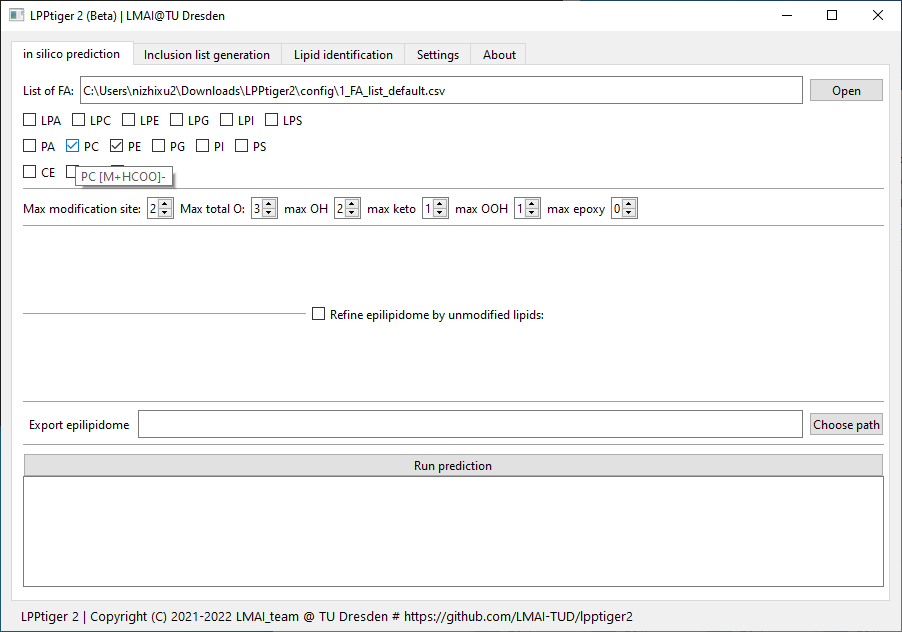 LPPtiger 2 (Beta) | LMAI@TU Dresden
in silico prediction Inclusion list generation Lipid identification Settings About
List of FA: C:\Users\nizhixu2\Downloads\LPPtiger2\config\1_FA_list_default.csv Open
LPA LPC LPE LPG LPI LPS
PA PC PE PG PI PS
CE PC [M+HCOO]-
Max modification site: 2 Max total O: 3 max OH 2 max keto 1 max OOH 1 max epoxy 0
Refine epilipidome by unmodified lipids:
Export epilipidome Choose path
Run prediction
LPPtiger 2 | Copyright (C) 2021-2022 LMAI_team @ TU Dresden # https://github.com/LMAI-TUD/lpptiger2